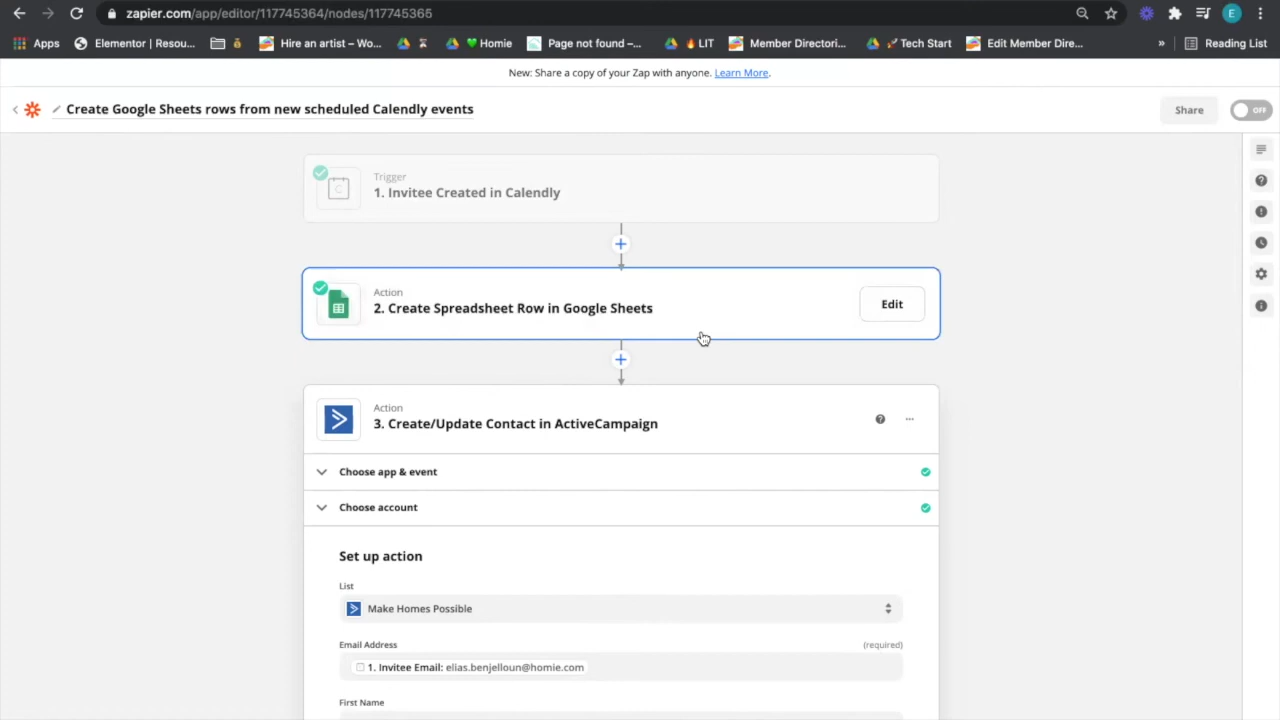 zapier.com/app/editor/117745364/nodes/117745365
E
Apps
Elementor | Resou...
Hire an artist – Wo...
Homie
Page not found –...
LIT
Member Directori...
Tech Start
Edit Member Dire...
»
Reading List
New: Share a copy of your Zap with anyone. Learn More.
Create Google Sheets rows from new scheduled Calendly events
Share
OFF
Trigger
1. Invitee Created in Calendly
Action
2. Create Spreadsheet Row in Google Sheets
Edit
Action
3. Create/Update Contact in ActiveCampaign
Choose app & event
Choose account
Set up action
List
Make Homes Possible
Email Address
(required)
1. Invitee Email: elias.benjelloun@homie.com
First Name